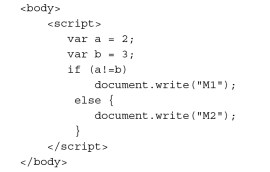 <body>
<script>
var a = 2;
var b = 3;
if (a!=b)
document.write("M1");
else {
document.write("M2");
}
</script>
</body>